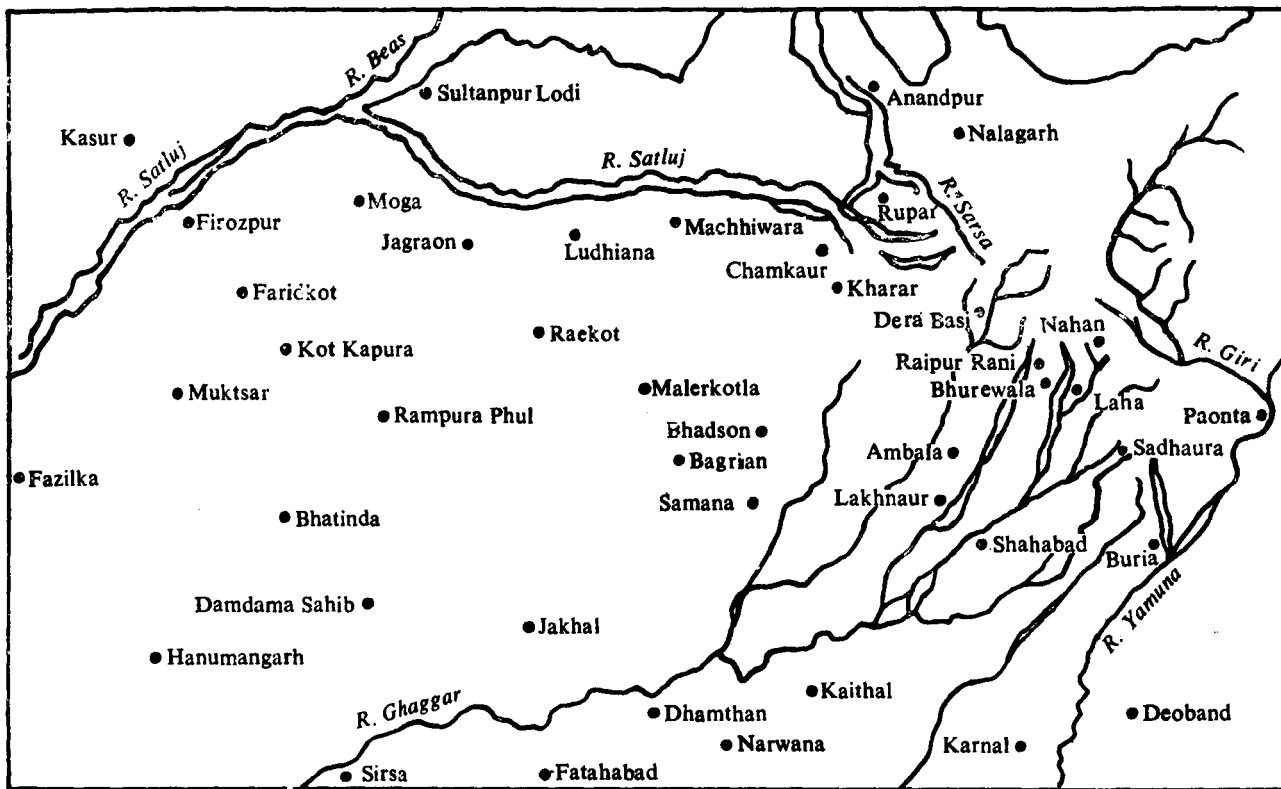 R. Beas
Sultanpur Lodi
Anandpur
Kasur
Nalagarh
R. Satluj
R. Satluj
R. Sarsa
Moga
Rupar
Firozpur
Machhiwara
Jagraon
Ludhiana
Chamkaur
Kharar
Faridkot
Dera Basi
Nahan
Raekot
Kot Kapura
Raipur Rani
R. Giri
Bhurewala
Muktsar
Malerkotla
Laha
Rampura Phul
Paonta
Bhadson
Ambala
Sadhaura
Bagrian
Fazilka
Samana
Lakhnaur
Bhatinda
Shahabad
Buria
Damdama Sahib
R. Yamuna
Jakhal
Hanumangarh
Kaithal
R. Ghaggar
Dhamthan
Deoband
Narwana
Karnal
Sirsa
Fatahabad